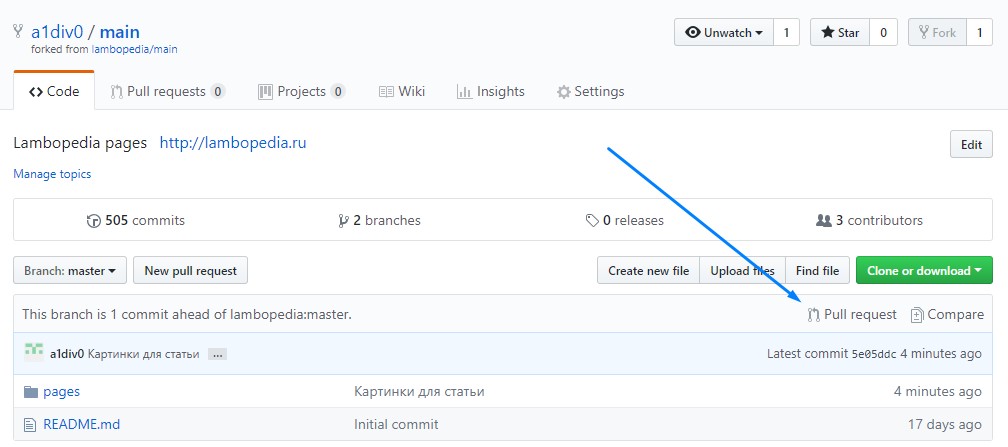 a1div0 / main
forked from lambopedia/main
Unwatch 1 Star 0 Fork 1
Code Pull requests 0 Projects 0 Wiki Insights Settings
Lambopedia pages http://lambopedia.ru Edit
Manage topics
505 commits 2 branches 0 releases 3 contributors
Branch: master New pull request Create new file Upload files Find file Clone or download
This branch is 1 commit ahead of lambopedia:master. Pull request Compare
a1div0 Картинки для статьи ... Latest commit 5e05ddc 4 minutes ago
pages Картинки для статьи 4 minutes ago
README.md Initial commit 17 days ago